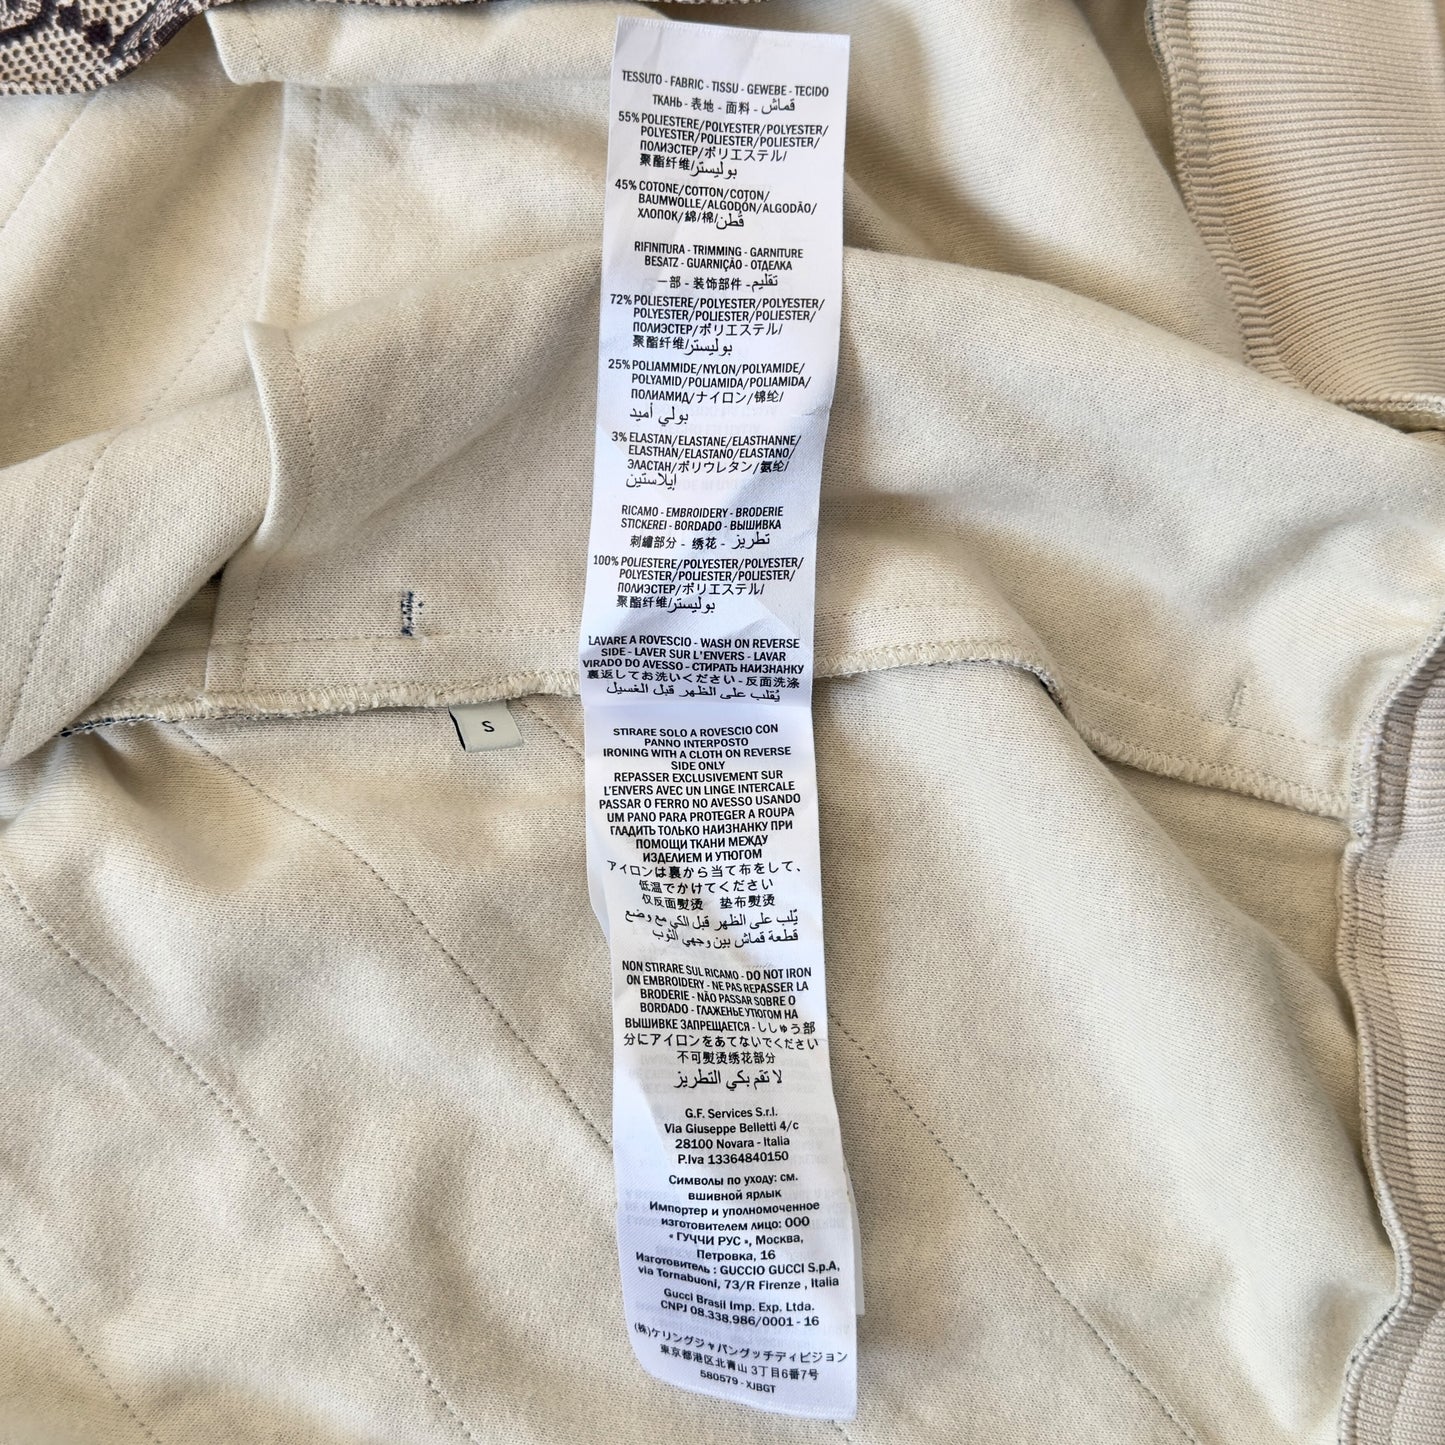 TESSUTO - FABRIC - TISSU - GEWEBE - TECIDO
ТКАНЬ - 表地 - 面料 - قماش
55% POLIESTERE/POLYESTER/POLYESTER/
POLYESTER/POLIESTER/POLIESTER/
ПОЛИЭСТЕР/ポリエステル/
聚酯纤维/بوليستر
45% COTONE/COTTON/COTON/
BAUMWOLLE/ALGODÓN/ALGODÃO/
ХЛОПОК/綿/棉/قطن
RIFINITURA - TRIMMING - GARNITURE
BESATZ - GUARNIÇÃO - ОТДЕЛКА
一部 - 装饰部件 - تقليم
72% POLIESTERE/POLYESTER/POLYESTER/
POLYESTER/POLIESTER/POLIESTER/
ПОЛИЭСТЕР/ポリエステル/
聚酯纤维/بوليستر
25% POLIAMMIDE/NYLON/POLYAMIDE/
POLYAMID/POLIAMIDA/POLIAMIDA/
ПОЛИАМИД/ナイロン/锦纶/
بولي أميد
3% ELASTAN/ELASTANE/ELASTHANNE/
ELASTHAN/ELASTANO/ELASTANO/
ЭЛАСТАН/ポリウレタン/氨纶/
إيلاستين
RICAMO - EMBROIDERY - BRODERIE
STICKEREI - BORDADO - ВЫШИВКА
刺繡部分 - 绣花 - تطريز
100% POLIESTERE/POLYESTER/POLYESTER/
POLYESTER/POLIESTER/POLIESTER/
ПОЛИЭСТЕР/ポリエステル/
聚酯纤维/بوليستر
LAVARE A ROVESCIO - WASH ON REVERSE
SIDE - LAVER SUR L'ENVERS - LAVAR
VIRADO DO AVESSO - СТИРАТЬ НАИЗНАНКУ
裏返してお洗いください - 反面洗涤
يُقلب على الظهر قبل الغسيل
S
STIRARE SOLO A ROVESCIO CON
PANNO INTERPOSTO
IRONING WITH A CLOTH ON REVERSE
SIDE ONLY
REPASSER EXCLUSIVEMENT SUR
L'ENVERS AVEC UN LINGE INTERCALE
PASSAR O FERRO NO AVESSO USANDO
UM PANO PARA PROTEGER A ROUPA
ГЛАДИТЬ ТОЛЬКО НАИЗНАНКУ ПРИ
ПОМОЩИ ТКАНИ МЕЖДУ
ИЗДЕЛИЕМ И УТЮГОМ
アイロンは裏から当て布をして、
低温でかけてください
仅反面熨烫 垫布熨烫
يّلب على الظهر قبل الكي مع وضع
قطعة قماش بين وجهي الثوب
NON STIRARE SUL RICAMO - DO NOT IRON
ON EMBROIDERY - NE PAS REPASSER LA
BRODERIE - NÃO PASSAR SOBRE O
BORDADO - ГЛАЖЕНЬЕ УТЮГОМ НА
ВЫШИВКЕ ЗАПРЕЩАЕТСЯ - ししゅう部
分にアイロンをあてないでください
不可熨烫绣花部分
لا تقم بكي التطريز
G.F. Services S.r.l.
Via Giuseppe Belletti 4/c
28100 Novara - Italia
P.Iva 13364840150
Символы по уходу: см.
вшивной ярлык
Импортер и уполномоченное
изготовителем лицо: ООО
« ГУЧЧИ РУС », Москва,
Петровка, 16
Изготовитель : GUCCIO GUCCI S.p.A,
via Tornabuoni, 73/R Firenze , Italia
Gucci Brasil Imp. Exp. Ltda.
CNPJ 08.338.986/0001 - 16
(株)ケリングジャパングッチディビジョン
東京都港区北青山 3丁目6番7号
580579 - XJBGT